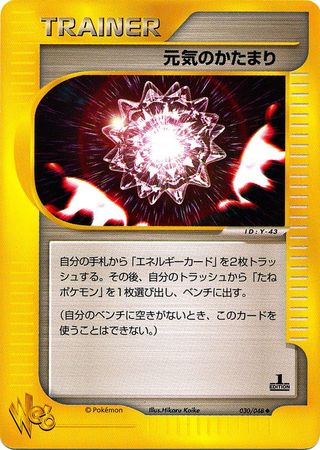 TRAINER
元気のかたまり
ID:Y-43
自分の手札から「エネルギーカード」を2枚トラッ
シュする。その後、自分のトラッシュから「たね
ポケモン」を1枚選び出し、ベンチに出す。
(自分のベンチに空きがないとき、このカードを
使うことはできない。)
1
EDITION
Web
© Pokémon Illus.Hikaru Koike 030/048